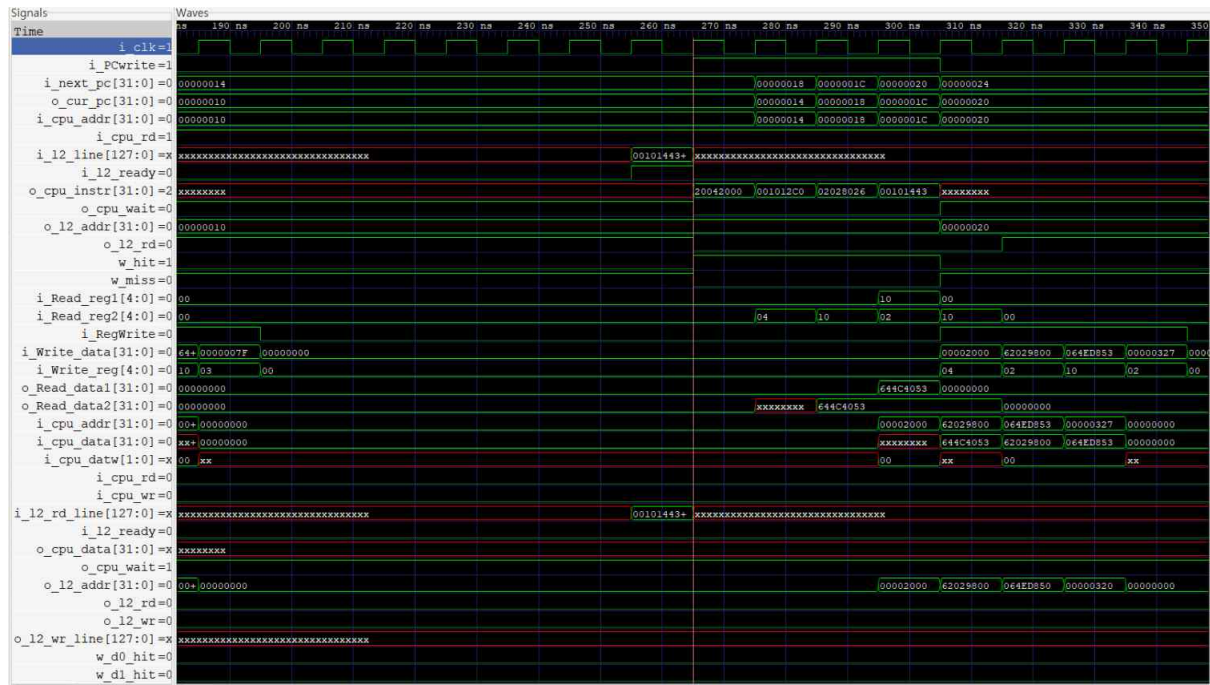 Signals Waves
Time ns 190 ns 200 ns 210 ns 220 ns 230 ns 240 ns 250 ns 260 ns 270 ns 280 ns 290 ns 300 ns 310 ns 320 ns 330 ns 340 ns 350
i_clk=1
i_PCwrite=1
i_next_pc[31:0]=0 00000014 00000018 0000001C 00000020 00000024
o_cur_pc[31:0]=0 00000010 00000014 00000018 0000001C 00000020
i_cpu_addr[31:0]=0 00000010 00000014 00000018 0000001C 00000020
i_cpu_rd=1
i_l2_line[127:0]=x xxxxxxxxxxxxxxxxxxxxxxxxxxxxxxxx 00101443+ xxxxxxxxxxxxxxxxxxxxxxxxxxxxxxxx
i_l2_ready=0
o_cpu_instr[31:0]=2 xxxxxxxx 20042000 001012C0 02028026 00101443 xxxxxxxx
o_cpu_wait=0
o_l2_addr[31:0]=0 00000010 00000020
o_l2_rd=0
w_hit=1
w_miss=0
i_Read_reg1[4:0]=0 00 10 00
i_Read_reg2[4:0]=0 00 04 10 02 10 00
i_RegWrite=0
i_Write_data[31:0]=0 64+ 0000007F 00000000 00002000 62029800 064ED853 00000327 0000
i_Write_reg[4:0]=0 10 03 00 04 02 10 02 00
o_Read_data1[31:0]=0 00000000 644C4053 00000000
o_Read_data2[31:0]=0 00000000 xxxxxxxx 644C4053 00000000
i_cpu_addr[31:0]=0 00+ 00000000 00002000 62029800 064ED853 00000327 00000000
i_cpu_data[31:0]=0 xx+ 00000000 xxxxxxxx 644C4053 62029800 064ED853 00000000
i_cpu_datw[1:0]=x 00 xx 00 xx 00 xx
i_cpu_rd=0
i_cpu_wr=0
i_l2_rd_line[127:0]=x xxxxxxxxxxxxxxxxxxxxxxxxxxxxxxxx 00101443+ xxxxxxxxxxxxxxxxxxxxxxxxxxxxxxxx
i_l2_ready=0
o_cpu_data[31:0]=x xxxxxxxx
o_cpu_wait=1
o_l2_addr[31:0]=0 00+ 00000000 00002000 62029800 064ED850 00000320 00000000
o_l2_rd=0
o_l2_wr=0
o_l2_wr_line[127:0]=x xxxxxxxxxxxxxxxxxxxxxxxxxxxxxxxx
w_d0_hit=0
w_d1_hit=0